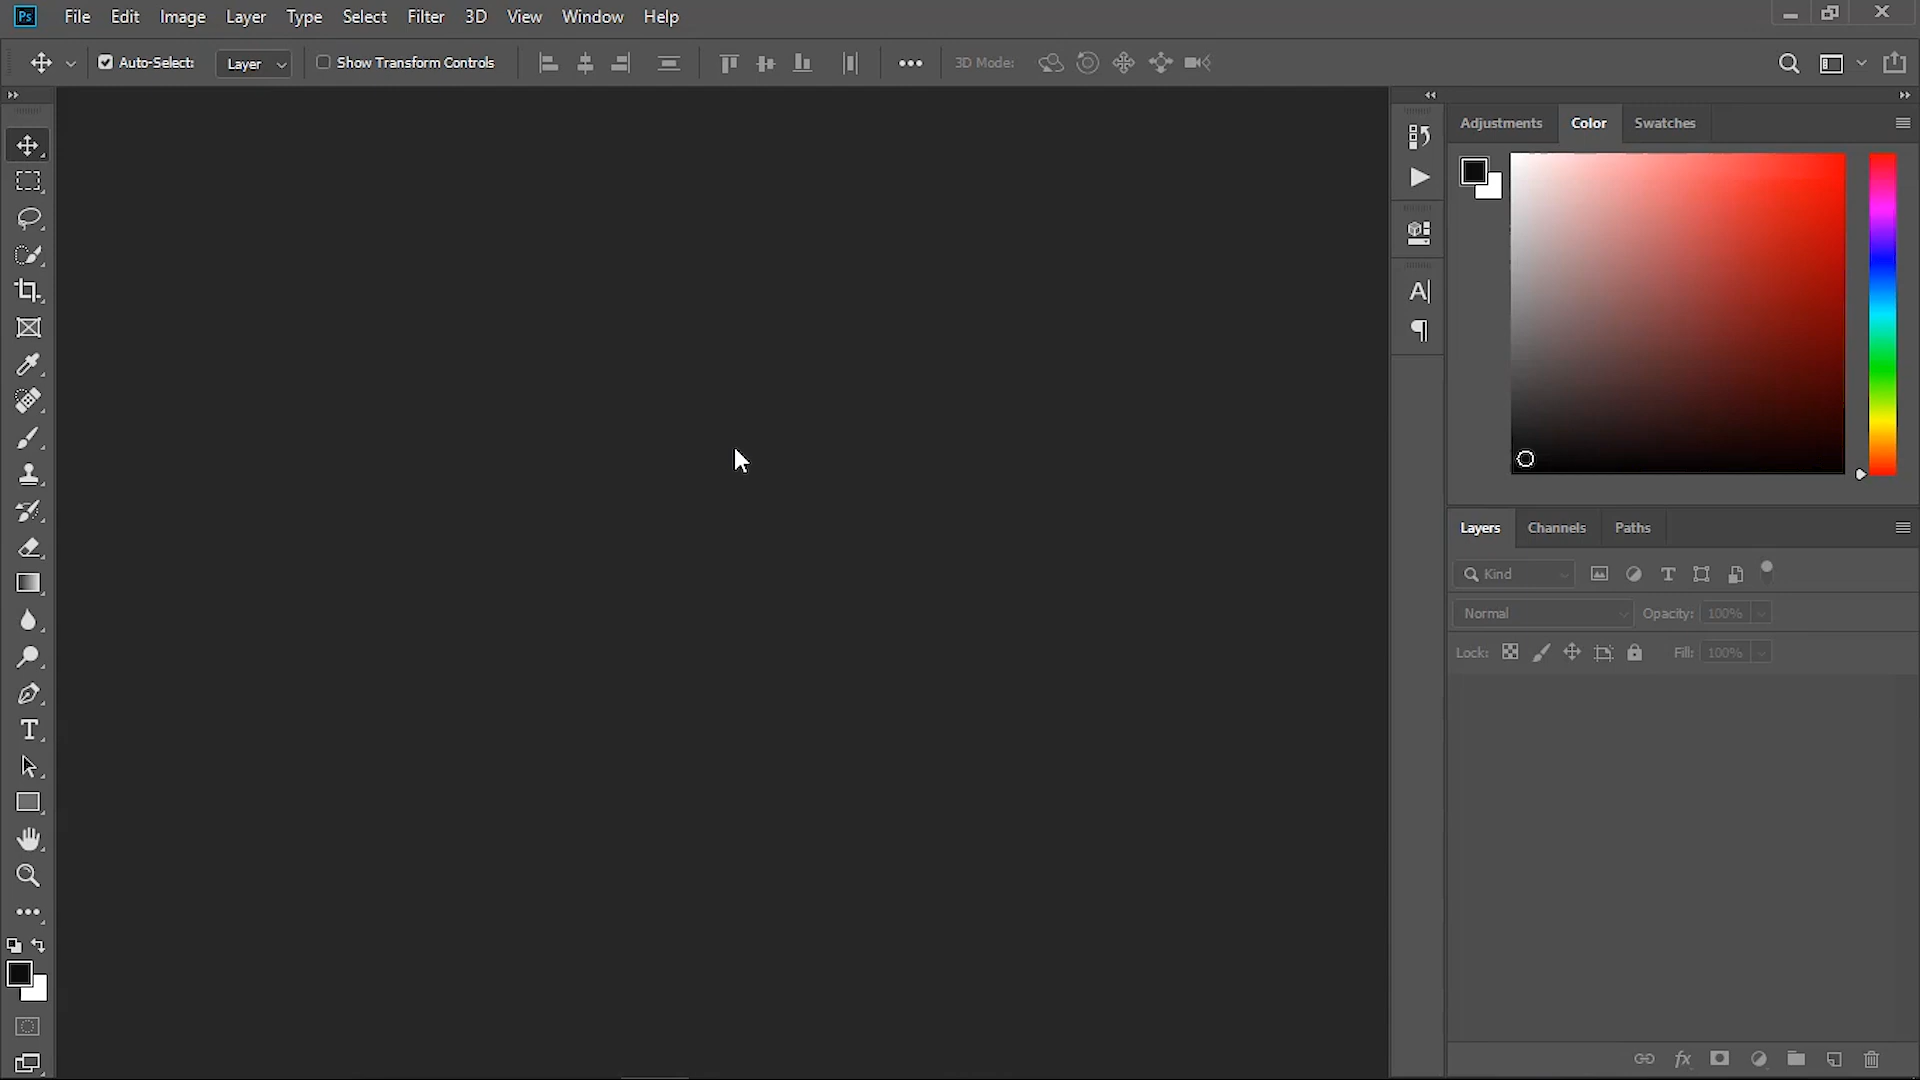 Ps File Edit Image Layer Type Select Filter 3D View Window Help
Auto-Select: Layer Show Transform Controls 3D Mode:
Adjustments Color Swatches
Layers Channels Paths
Kind
Normal Opacity: 100%
Lock: Fill: 100%